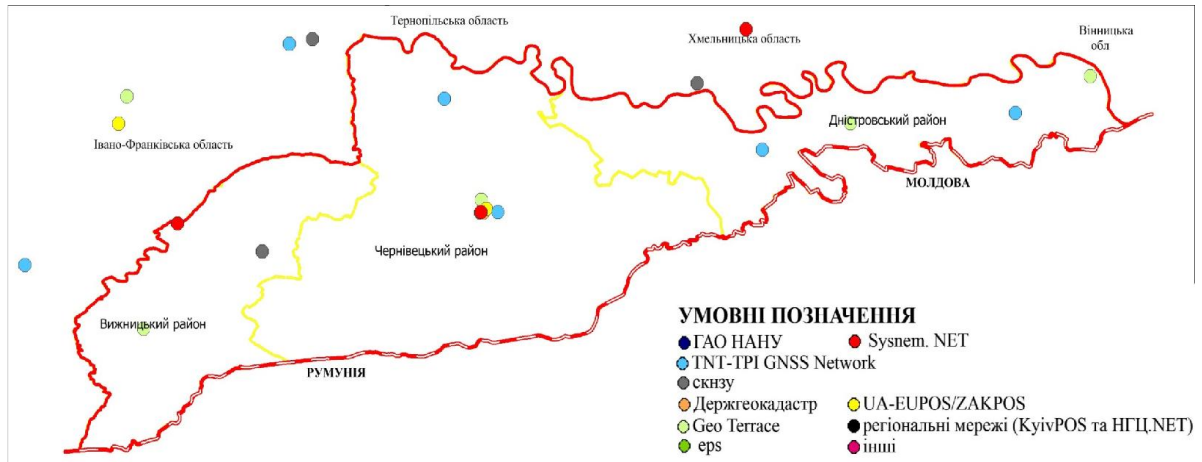 Тернопільська область
Хмельницька область
Вінницька
обл
Дністровський район
Івано-Франківська область
МОЛДОВА
Чернівецький район
Вижницький район
РУМУНІЯ
УМОВНІ ПОЗНАЧЕННЯ
ГАО НАНУ
Sysnem. NET
TNT-TPI GNSS Network
скнзу
Держгеокадастр
UA-EUPOS/ZAKPOS
Geo Terrace
регіональні мережі (KyivPOS та НГЦ.NET)
eps
інші